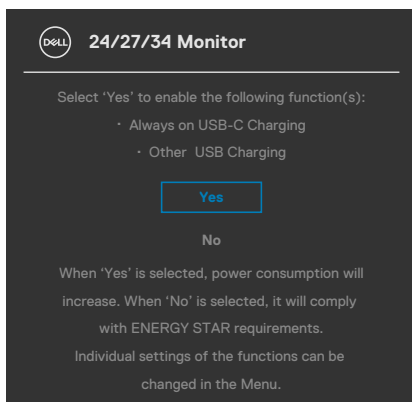 DELL
24/27/34 Monitor
Select ‘Yes’ to enable the following function(s):
· Always on USB-C Charging
· Other USB Charging
Yes
No
When ‘Yes’ is selected, power consumption will
increase. When ‘No’ is selected, it will comply
with ENERGY STAR requirements.
Individual settings of the functions can be
changed in the Menu.